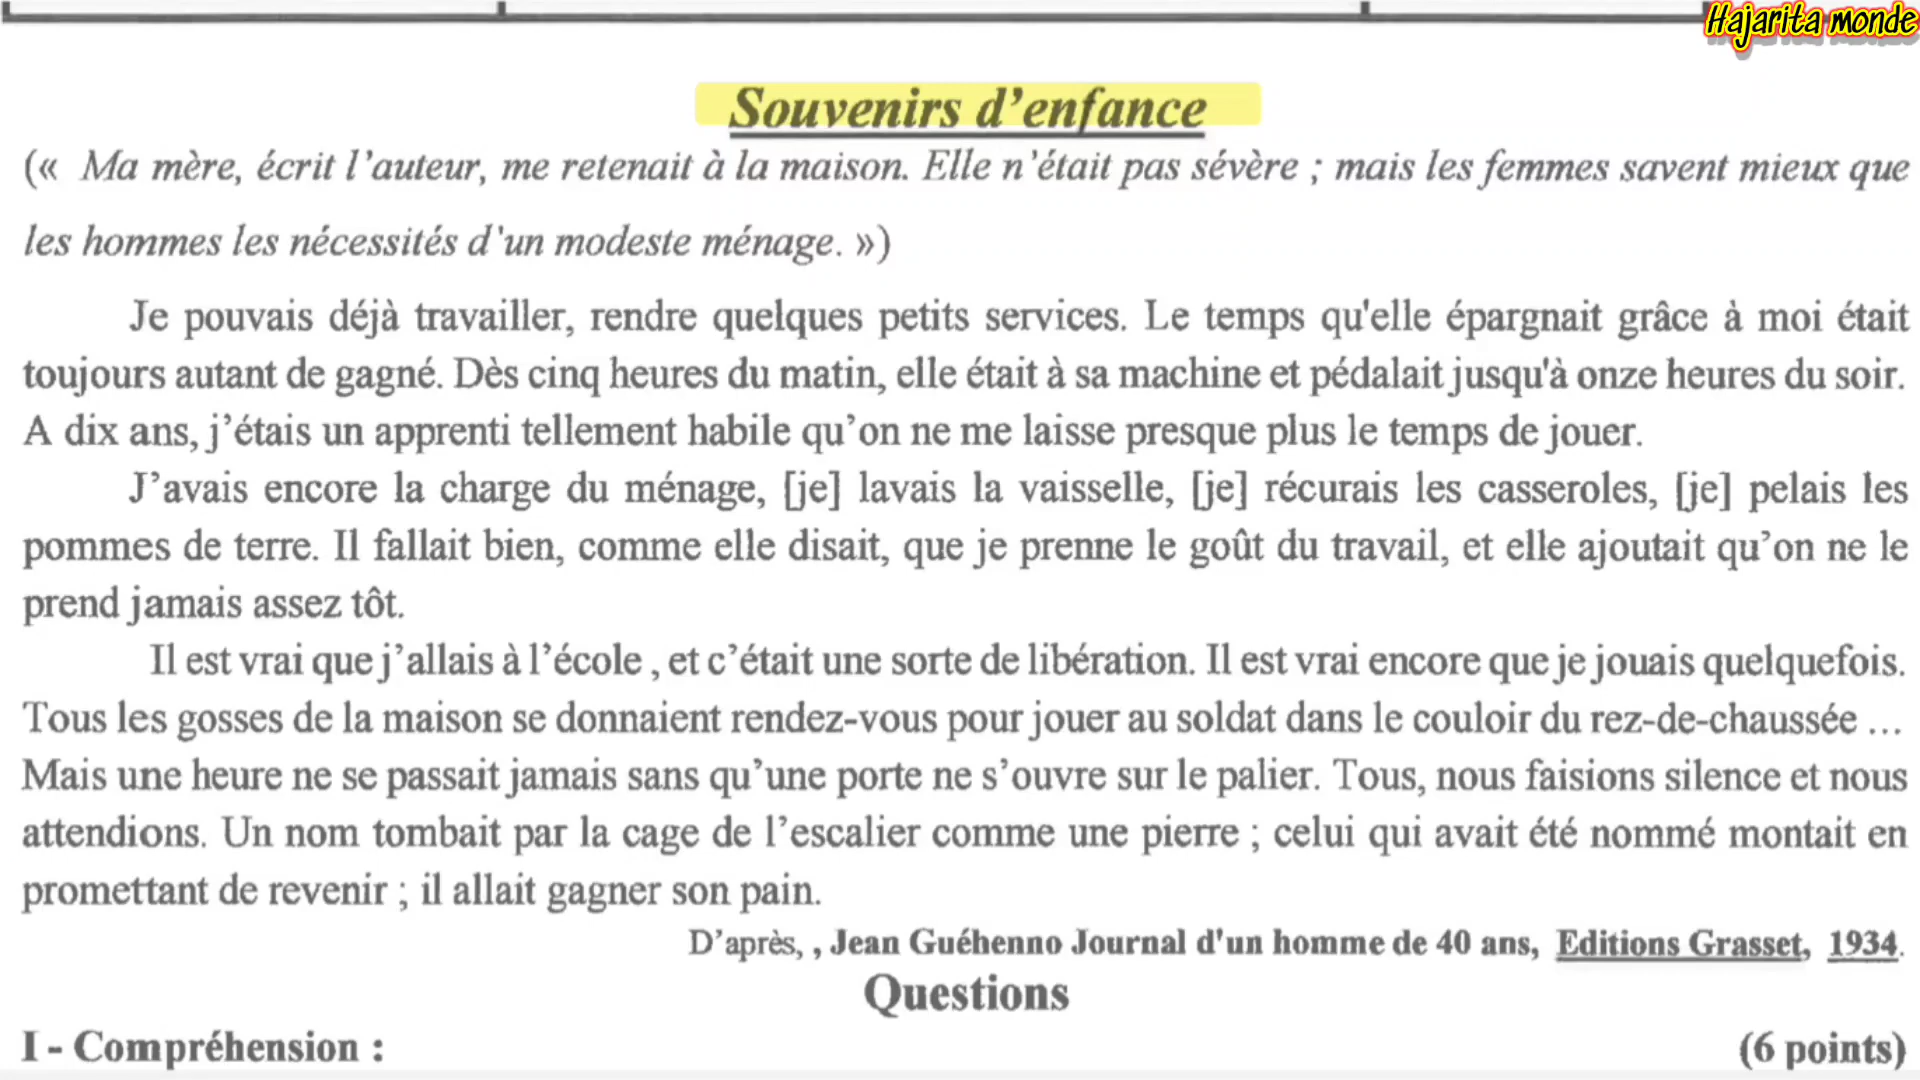 Hajarita monde
Souvenirs d’enfance
(« Ma mère, écrit l’auteur, me retenait à la maison. Elle n’était pas sévère ; mais les femmes savent mieux que
les hommes les nécessités d'un modeste ménage. »)
Je pouvais déjà travailler, rendre quelques petits services. Le temps qu'elle épargnait grâce à moi était
toujours autant de gagné. Dès cinq heures du matin, elle était à sa machine et pédalait jusqu'à onze heures du soir.
A dix ans, j’étais un apprenti tellement habile qu’on ne me laisse presque plus le temps de jouer.
J’avais encore la charge du ménage, [je] lavais la vaisselle, [je] récurais les casseroles, [je] pelais les
pommes de terre. Il fallait bien, comme elle disait, que je prenne le goût du travail, et elle ajoutait qu’on ne le
prend jamais assez tôt.
Il est vrai que j’allais à l’école , et c’était une sorte de libération. Il est vrai encore que je jouais quelquefois.
Tous les gosses de la maison se donnaient rendez-vous pour jouer au soldat dans le couloir du rez-de-chaussée ...
Mais une heure ne se passait jamais sans qu’une porte ne s’ouvre sur le palier. Tous, nous faisions silence et nous
attendions. Un nom tombait par la cage de l’escalier comme une pierre ; celui qui avait été nommé montait en
promettant de revenir ; il allait gagner son pain.
D’après, , Jean Guéhenno Journal d'un homme de 40 ans, Editions Grasset, 1934.
Questions
I - Compréhension : (6 points)